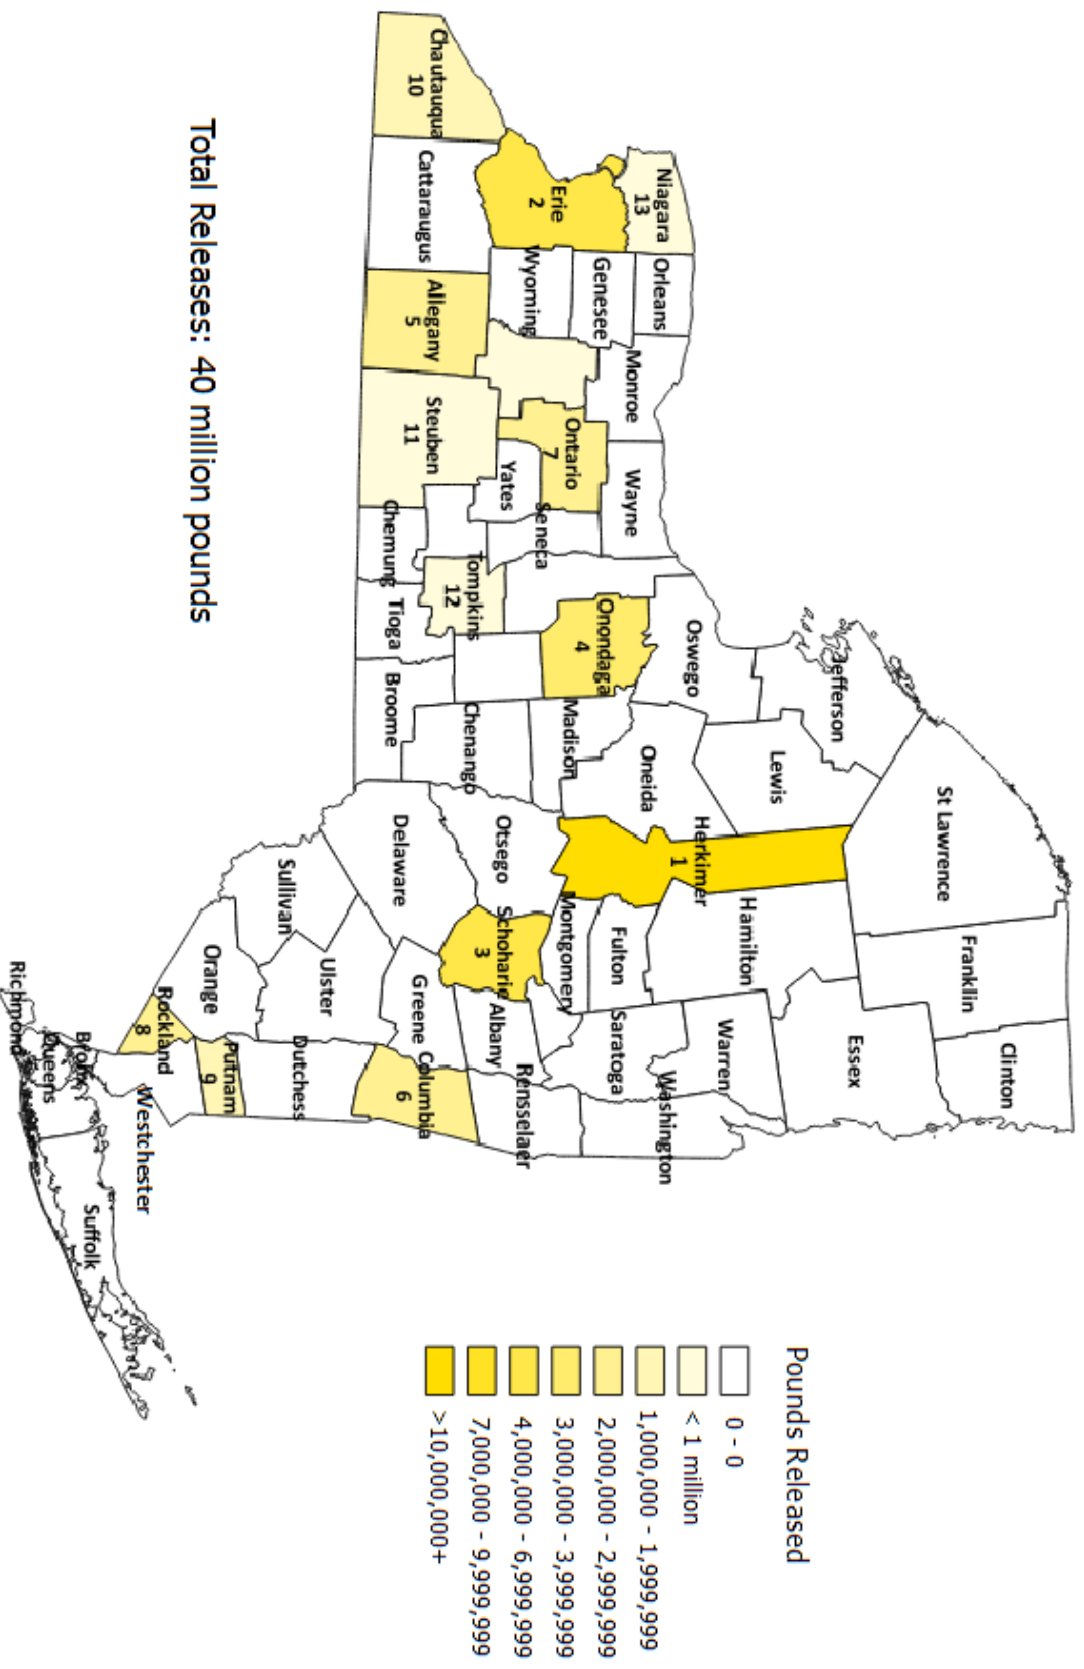 Clinton
Franklin
St Lawrence
Jefferson
Essex
Lewis
Hamilton
Herkimer
1
Warren
Washington
Oswego
Oneida
Niagara
13
Orleans
Monroe
Wayne
Onondaga
4
Madison
Fulton
Saratoga
Montgomery
Genesee
Erie
2
Wyoming
Ontario
7
Yates
Seneca
Tompkins
12
Chenango
Otsego
Schoharie
3
Albany
Rensselaer
Chautauqua
10
Cattaraugus
Allegany
5
Steuben
11
Chemung
Tioga
Broome
Delaware
Greene
Columbia
6
Sullivan
Ulster
Dutchess
Orange
Putnam
9
Rockland
8
Westchester
Bronx
Queens
Richmond
Suffolk
Pounds Released
0 - 0
< 1 million
1,000,000 - 1,999,999
2,000,000 - 2,999,999
3,000,000 - 3,999,999
4,000,000 - 6,999,999
7,000,000 - 9,999,999
>10,000,000+
Total Releases: 40 million pounds